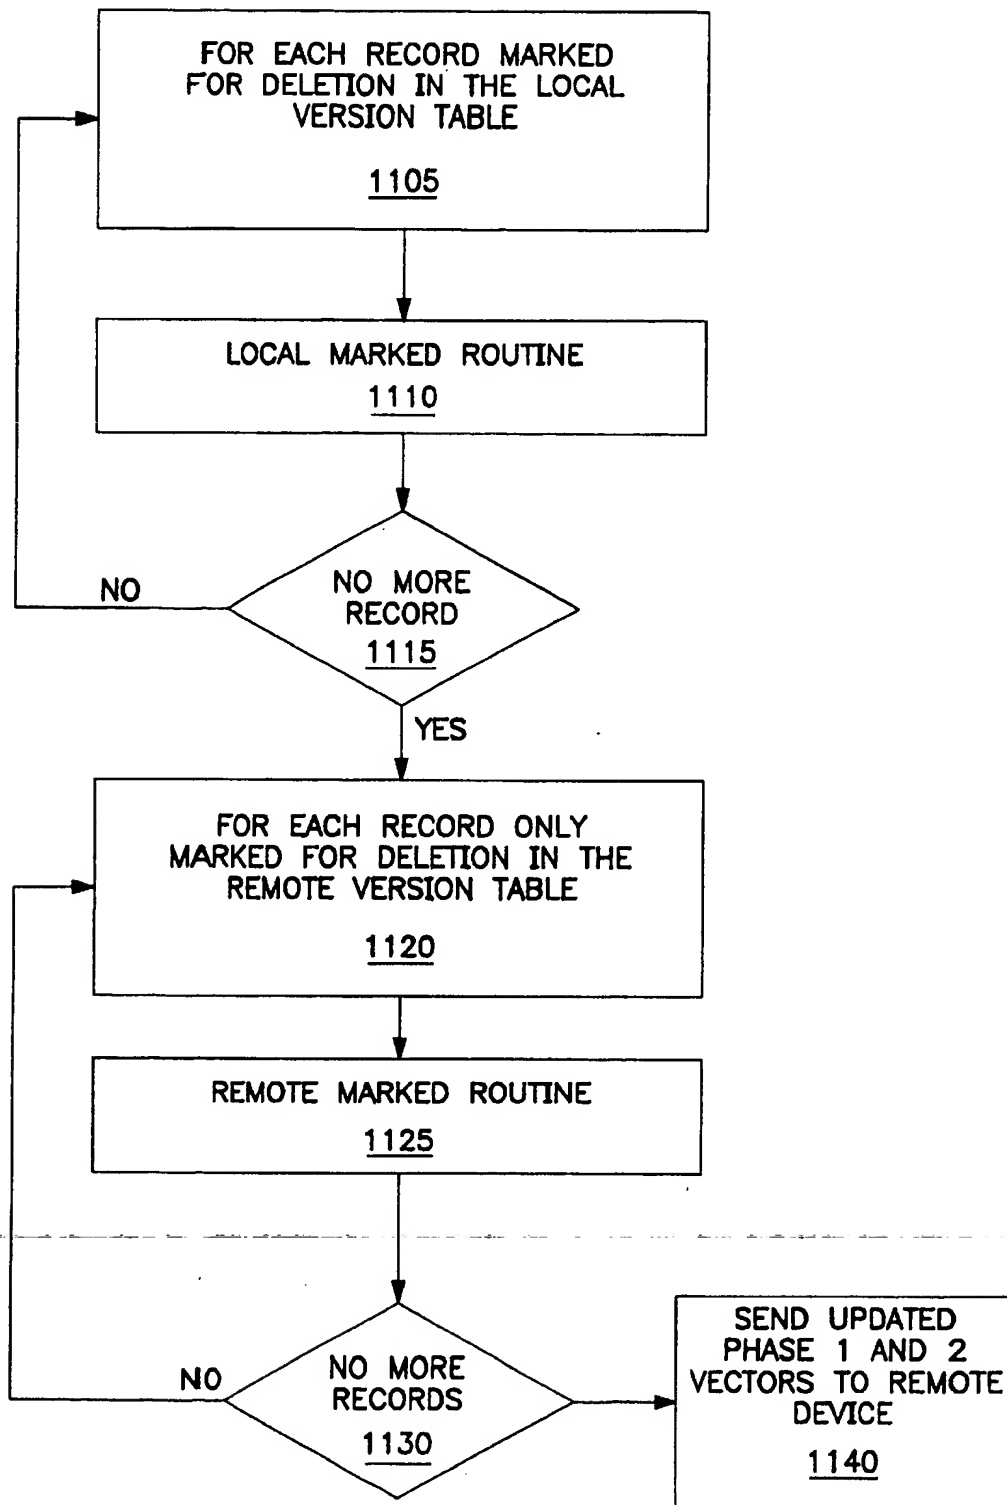 FOR EACH RECORD MARKED
FOR DELETION IN THE LOCAL
VERSION TABLE
1105
LOCAL MARKED ROUTINE
1110
NO MORE
RECORD
1115
NO
YES
FOR EACH RECORD ONLY
MARKED FOR DELETION IN THE
REMOTE VERSION TABLE
1120
REMOTE MARKED ROUTINE
1125
NO MORE
RECORDS
1130
NO
SEND UPDATED
PHASE 1 AND 2
VECTORS TO REMOTE
DEVICE
1140